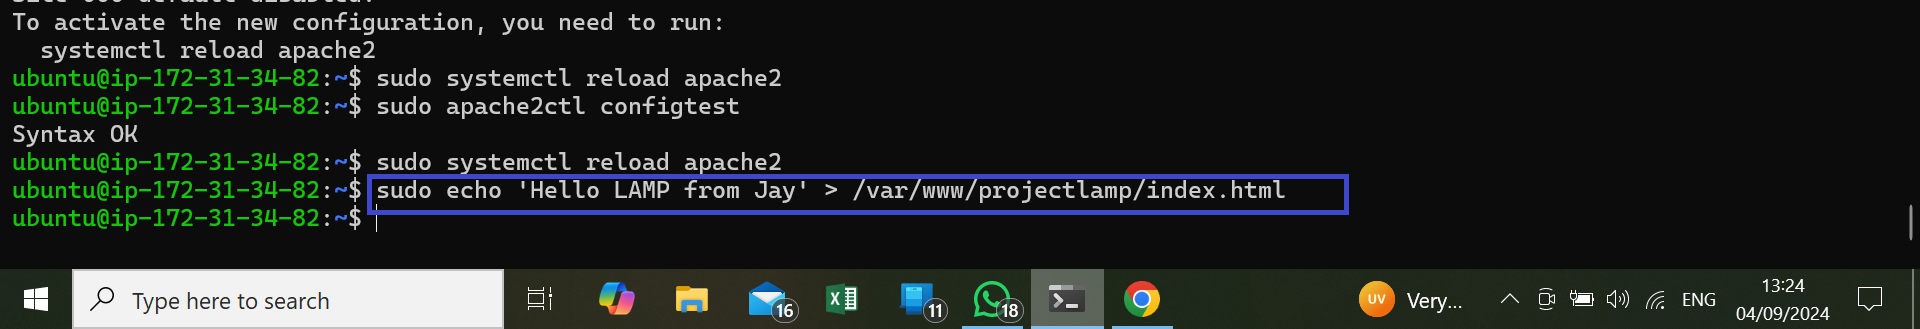 To activate the new configuration, you need to run:
  systemctl reload apache2
ubuntu@ip-172-31-34-82:~$ sudo systemctl reload apache2
ubuntu@ip-172-31-34-82:~$ sudo apache2ctl configtest
Syntax OK
ubuntu@ip-172-31-34-82:~$ sudo systemctl reload apache2
ubuntu@ip-172-31-34-82:~$ sudo echo 'Hello LAMP from Jay' > /var/www/projectlamp/index.html
ubuntu@ip-172-31-34-82:~$
Type here to search
16
11
18
UV
Very...
ENG
13:24
04/09/2024